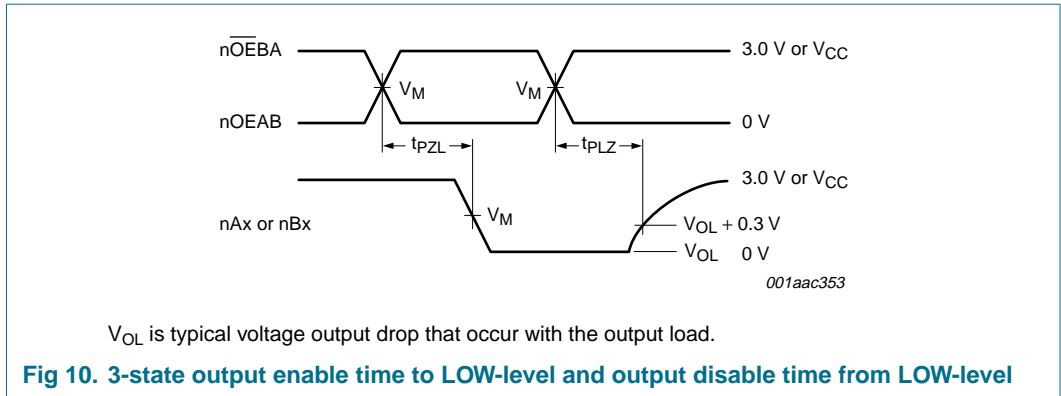 nO̅E̅BA 3.0 V or VCC
VM VM
nOEAB 0 V
tPZL tPLZ
3.0 V or VCC
nAx or nBx VM VOL + 0.3 V
VOL 0 V
001aac353
VOL is typical voltage output drop that occur with the output load.
Fig 10. 3-state output enable time to LOW-level and output disable time from LOW-level